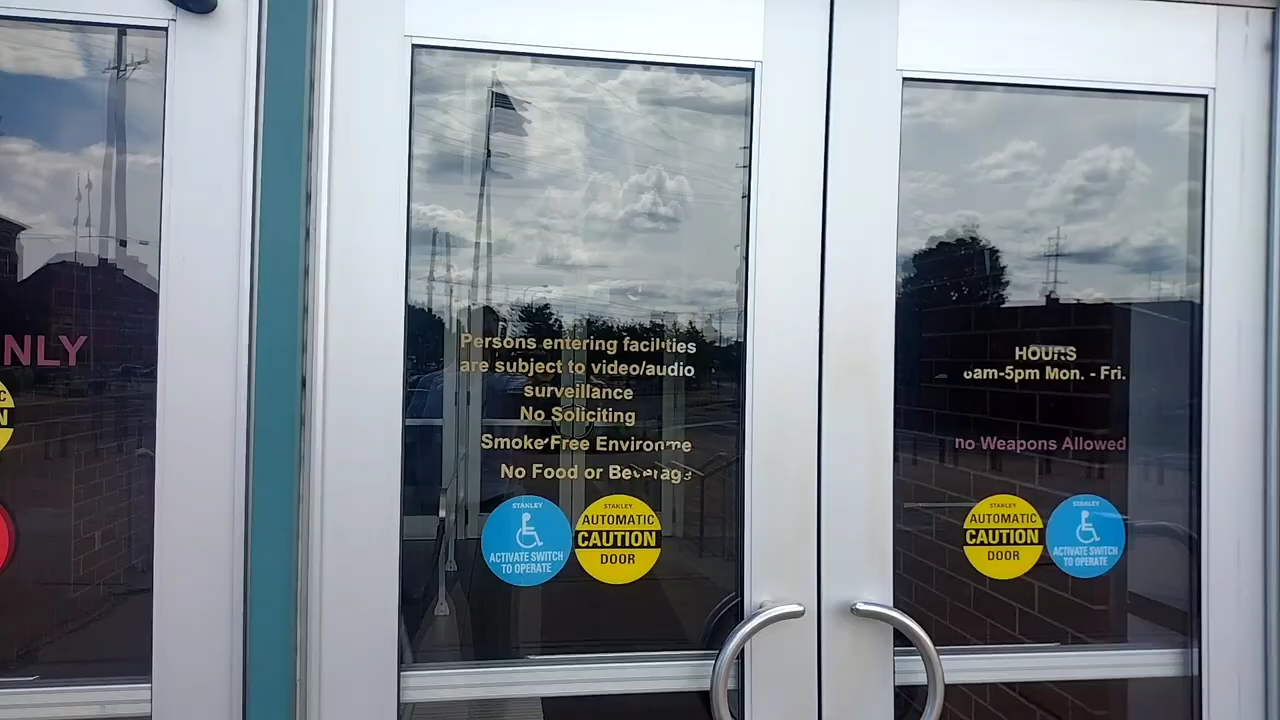 NLY
Persons entering facilities
are subject to video/audio
surveillance
No Soliciting
Smoke Free Environme
No Food or Beverage
STANLEY
ACTIVATE SWITCH
TO OPERATE
STANLEY
AUTOMATIC
CAUTION
DOOR
HOURS
am-5pm Mon. - Fri.
no Weapons Allowed
STANLEY
AUTOMATIC
CAUTION
DOOR
STANLEY
ACTIVATE SWITCH
TO OPERATE